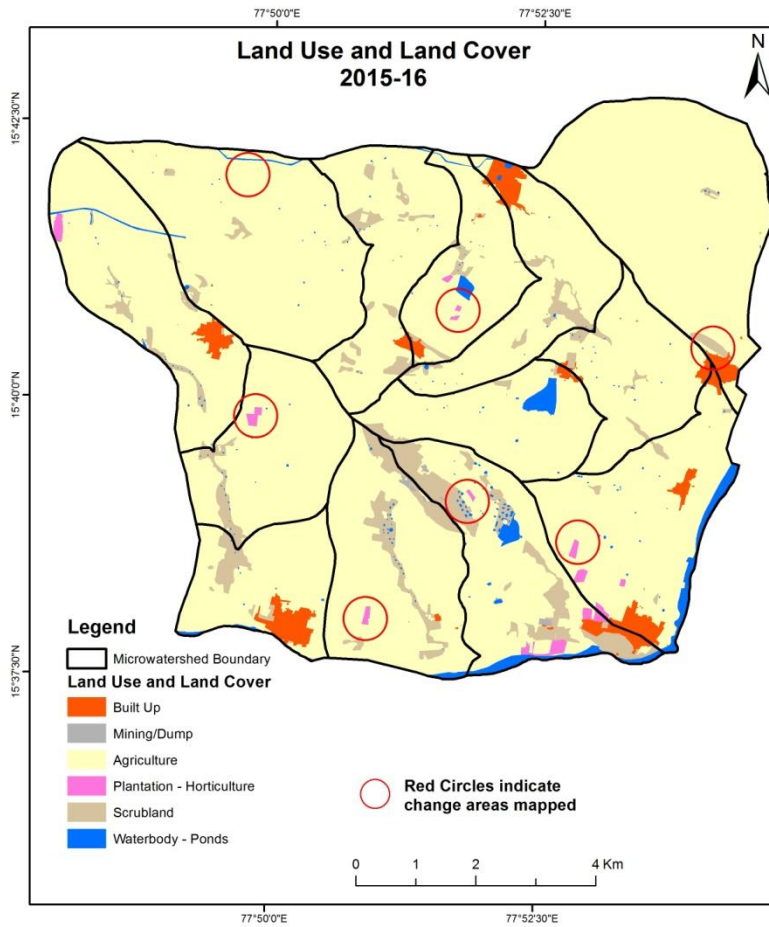 77°50'0"E
77°52'30"E
Land Use and Land Cover
2015-16
N
15°42'30"N
15°42'30"N
15°40'0"N
15°37'30"N
Legend
Microwatershed Boundary
Land Use and Land Cover
Built Up
Mining/Dump
Agriculture
Plantation - Horticulture
Scrubland
Waterbody - Ponds
Red Circles indicate
change areas mapped
0 1 2 4 Km
77°50'0"E
77°52'30"E